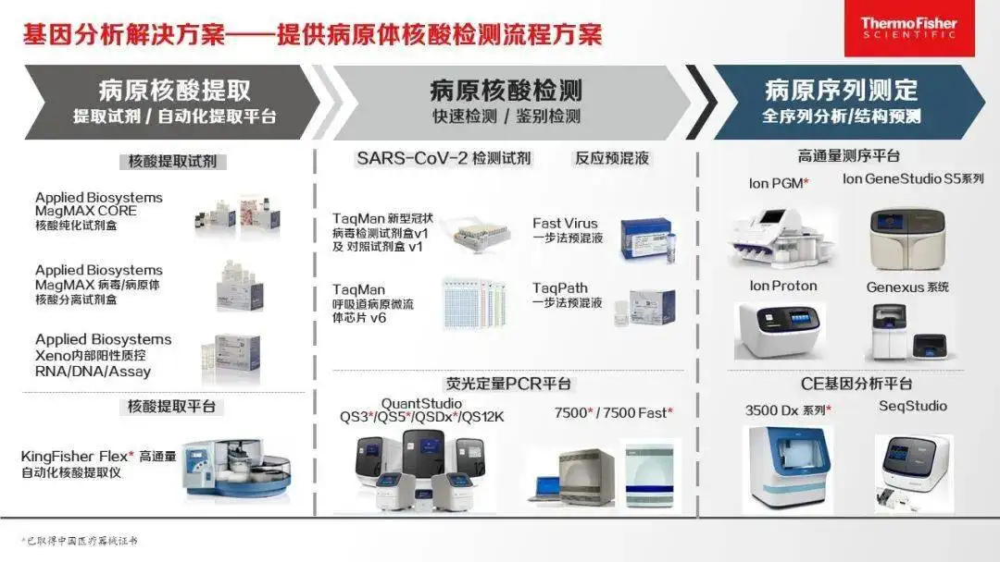 基因分析解决方案——提供病原体核酸检测流程方案
ThermoFisher
SCIENTIFIC
病原核酸提取
提取试剂 / 自动化提取平台
病原核酸检测
快速检测 / 鉴别检测
病原序列测定
全序列分析/结构预测
核酸提取试剂
Applied Biosystems
MagMAX CORE
核酸纯化试剂盒
Applied Biosystems
MagMAX 病毒/病原体
核酸分离试剂盒
Applied Biosystems
Xeno内部阳性质控
RNA/DNA/Assay
核酸提取平台
KingFisher Flex* 高通量
自动化核酸提取仪
SARS-CoV-2 检测试剂
反应预混液
TaqMan 新型冠状
病毒检测试剂盒v1
及 对照试剂盒 v1
Fast Virus
一步法预混液
TaqMan
呼吸道病原微流
体芯片 v6
TaqPath
一步法预混液
荧光定量PCR平台
QuantStudio
QS3*/QS5*/QSDx*/QS12K
7500* / 7500 Fast*
高通量测序平台
Ion PGM*
Ion GeneStudio S5系列
Ion Proton
Genexus 系统
CE基因分析平台
3500 Dx 系列*
SeqStudio
*已取得中国医疗器械证书